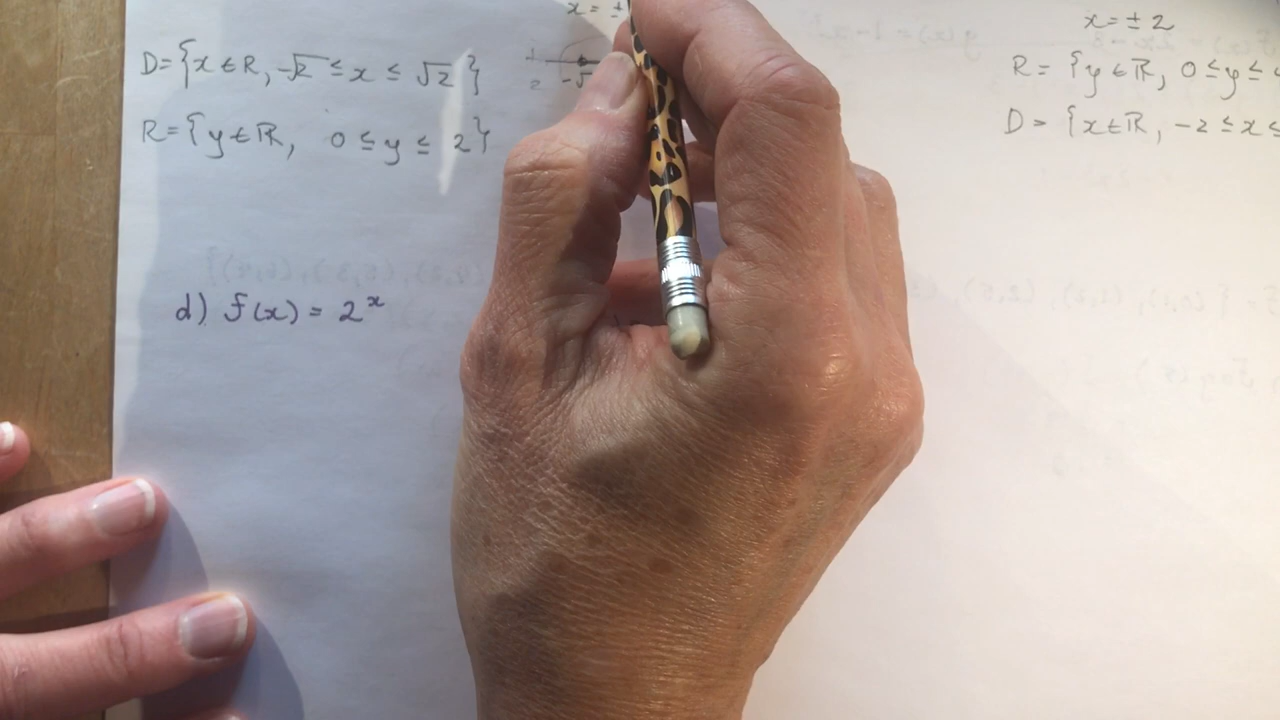 x = ±
D = {x ∈ R, -√2 ≤ x ≤ √2}
R = {y ∈ ℝ, 0 ≤ y ≤ 2}
d) f(x) = 2^x
x = ± 2
R = {y ∈ ℝ, 0 ≤ y ≤
D = {x ∈ ℝ, -2 ≤ x ≤